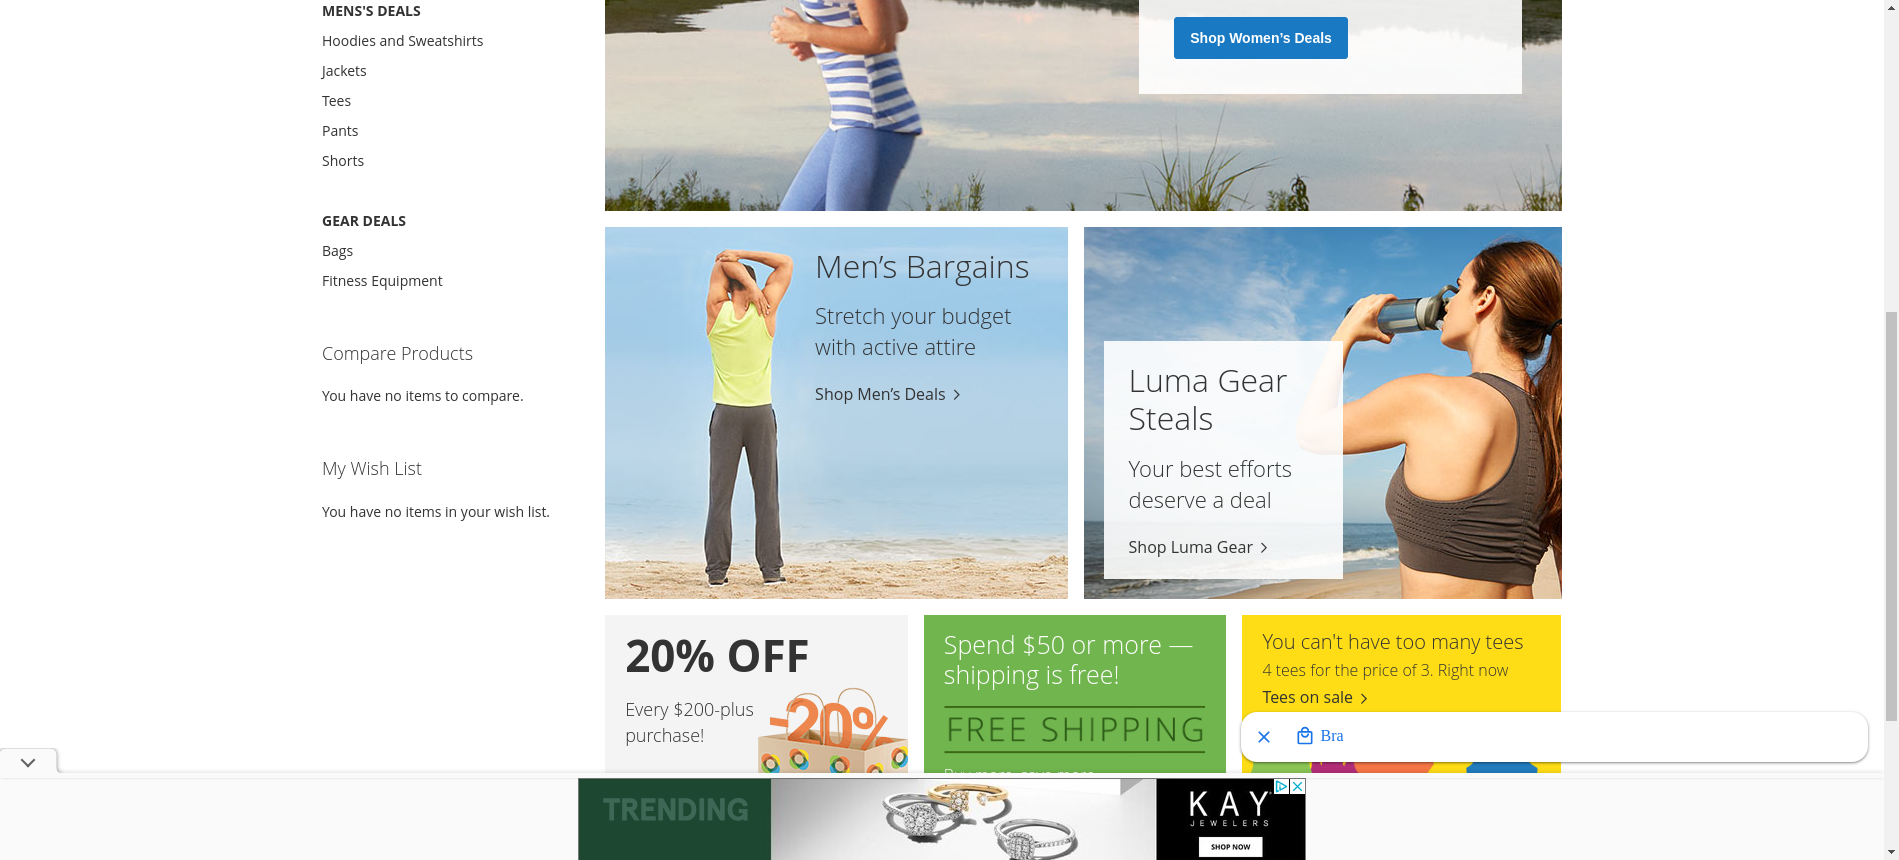 MENS'S DEALS
Hoodies and Sweatshirts
Jackets
Tees
Pants
Shorts
GEAR DEALS
Bags
Fitness Equipment
Compare Products
You have no items to compare.
My Wish List
You have no items in your wish list.
Shop Women’s Deals
Men’s Bargains
Stretch your budget
with active attire
Shop Men’s Deals
Luma Gear
Steals
Your best efforts
deserve a deal
Shop Luma Gear
20% OFF
Every $200-plus
purchase!
-20%
Spend $50 or more —
shipping is free!
FREE SHIPPING
Buy more, save more
You can't have too many tees
4 tees for the price of 3. Right now
Tees on sale
Bra
TRENDING
KAY
JEWELERS
SHOP NOW